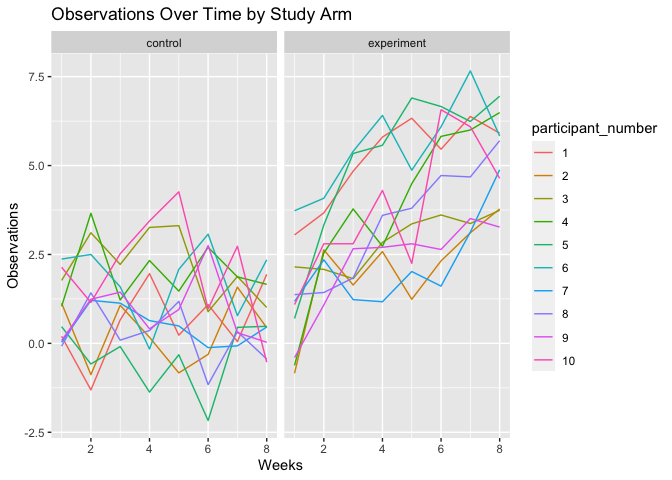 Observations Over Time by Study Arm
control
experiment
7.5
5.0
2.5
0.0
-2.5
Observations
2 4 6 8
2 4 6 8
Weeks
participant_number
1
2
3
4
5
6
7
8
9
10